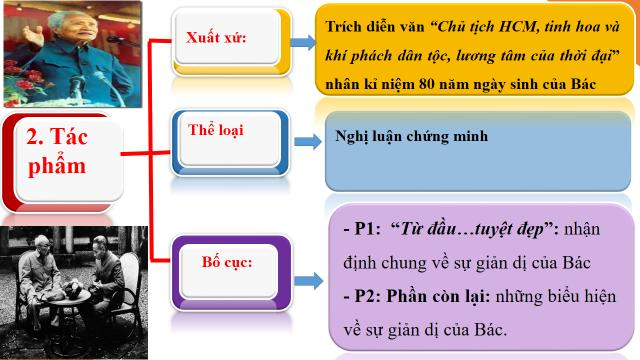 2. Tác
phẩm
Xuất xứ:
Trích diễn văn “Chủ tịch HCM, tinh hoa và
khí phách dân tộc, lương tâm của thời đại”
nhân kỉ niệm 80 năm ngày sinh của Bác
Thể loại
Nghị luận chứng minh
Bố cục:
- P1: “Từ đầu…tuyệt đẹp”: nhận
định chung về sự giản dị của Bác
- P2: Phần còn lại: những biểu hiện
về sự giản dị của Bác.